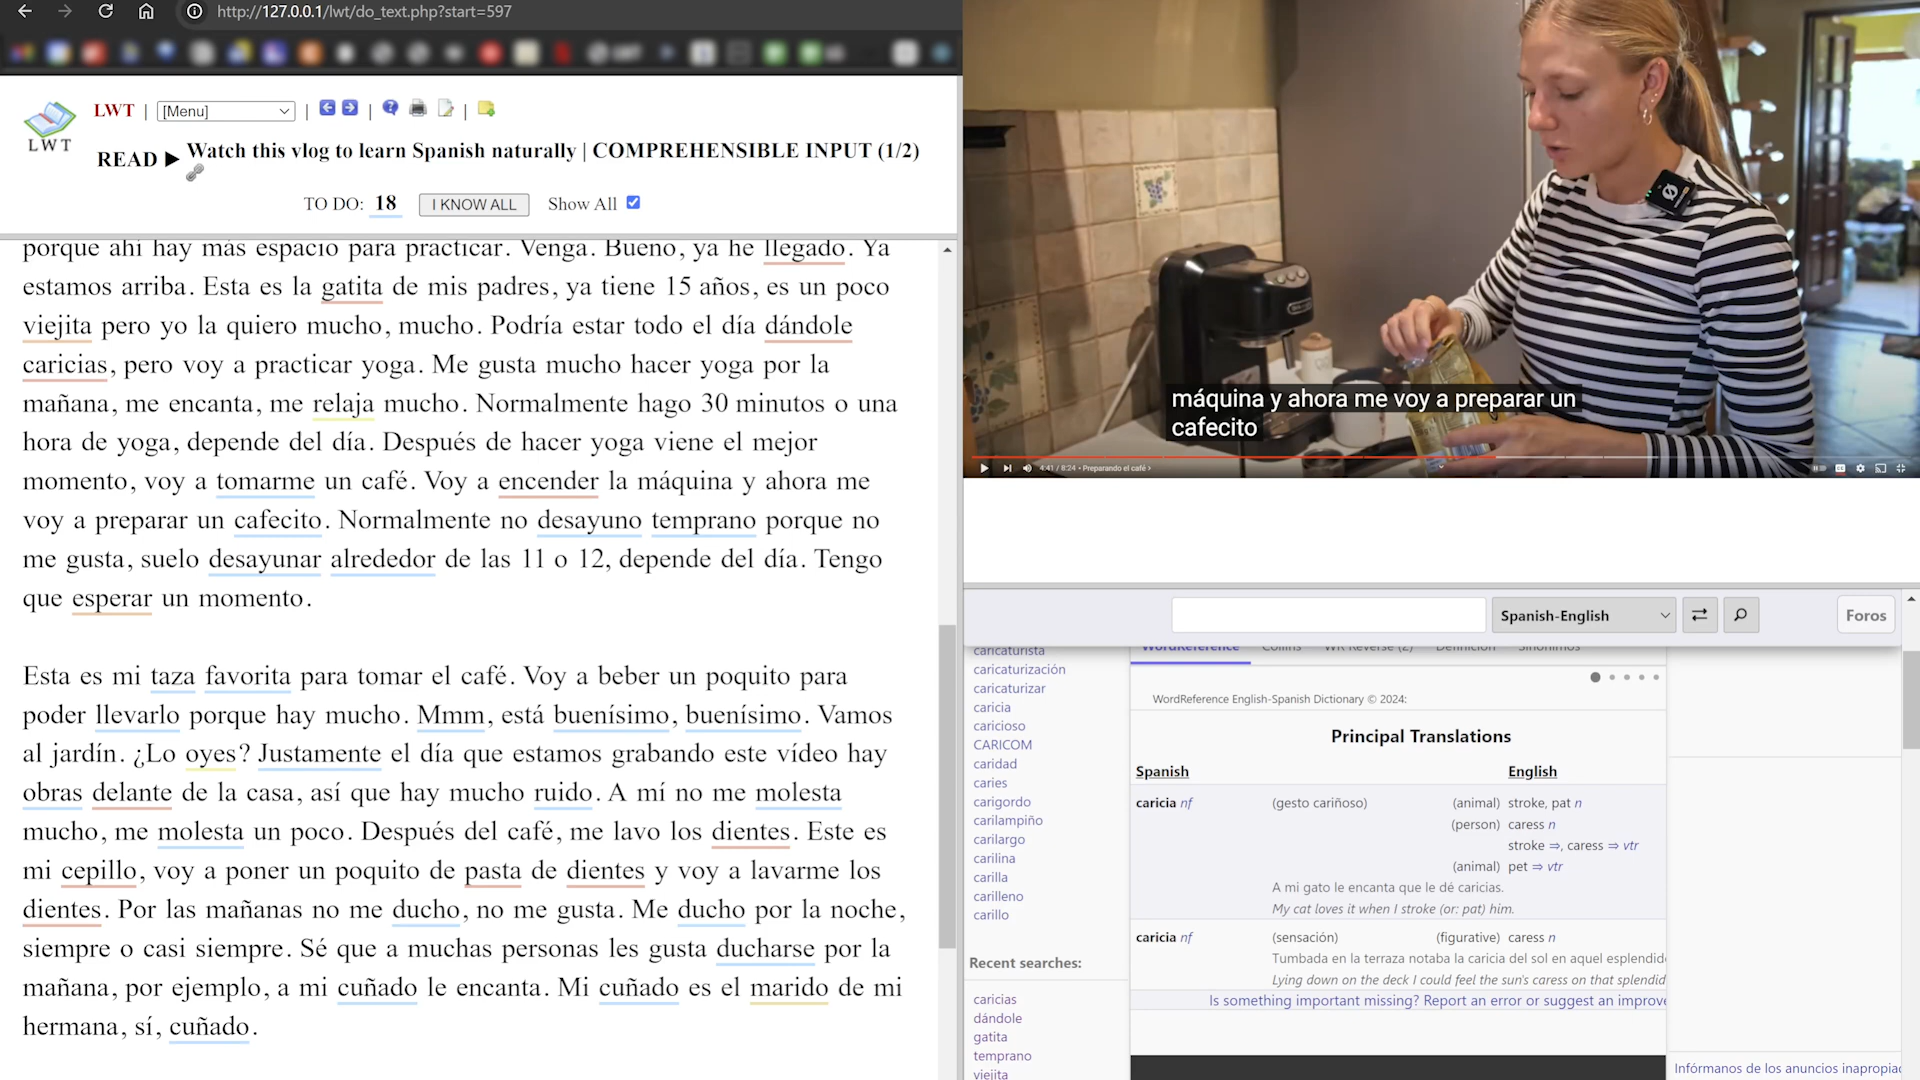 http://127.0.0.1/lwt/do_text.php?start=597
LWT | [Menu] | | |
LWT
READ ▶ Watch this vlog to learn Spanish naturally | COMPREHENSIBLE INPUT (1/2)
TO DO: 18 I KNOW ALL Show All
porque ahí hay más espacio para practicar. Venga. Bueno, ya he llegado. Ya
estamos arriba. Esta es la gatita de mis padres, ya tiene 15 años, es un poco
viejita pero yo la quiero mucho, mucho. Podría estar todo el día dándole
caricias, pero voy a practicar yoga. Me gusta mucho hacer yoga por la
mañana, me encanta, me relaja mucho. Normalmente hago 30 minutos o una
hora de yoga, depende del día. Después de hacer yoga viene el mejor
momento, voy a tomarme un café. Voy a encender la máquina y ahora me
voy a preparar un cafecito. Normalmente no desayuno temprano porque no
me gusta, suelo desayunar alrededor de las 11 o 12, depende del día. Tengo
que esperar un momento.
Esta es mi taza favorita para tomar el café. Voy a beber un poquito para
poder llevarlo porque hay mucho. Mmm, está buenísimo, buenísimo. Vamos
al jardín. ¿Lo oyes? Justamente el día que estamos grabando este vídeo hay
obras delante de la casa, así que hay mucho ruido. A mí no me molesta
mucho, me molesta un poco. Después del café, me lavo los dientes. Este es
mi cepillo, voy a poner un poquito de pasta de dientes y voy a lavarme los
dientes. Por las mañanas no me ducho, no me gusta. Me ducho por la noche,
siempre o casi siempre. Sé que a muchas personas les gusta ducharse por la
mañana, por ejemplo, a mi cuñado le encanta. Mi cuñado es el marido de mi
hermana, sí, cuñado.
máquina y ahora me voy a preparar un
cafecito
4:41 / 8:24 • Preparando el café ›
Spanish-English
Foros
WordReference Collins WR Reverse (2) Definición Sinónimos
caricaturista
caricaturización
caricaturizar
caricia
caricioso
CARICOM
caridad
caries
carigordo
carilampiño
carilargo
carilina
carilla
carilleno
carillo
Recent searches:
caricias
dándole
gatita
temprano
viejita
WordReference English-Spanish Dictionary © 2024:
Principal Translations
Spanish English
caricia nf (gesto cariñoso) (animal) stroke, pat n
(person) caress n
stroke ⇒, caress ⇒ vtr
(animal) pet ⇒ vtr
A mi gato le encanta que le dé caricias.
My cat loves it when I stroke (or: pat) him.
caricia nf (sensación) (figurative) caress n
Tumbada en la terraza notaba la caricia del sol en aquel esplendid
Lying down on the deck I could feel the sun's caress on that splendid
Is something important missing? Report an error or suggest an improve
Infórmanos de los anuncios inapropia